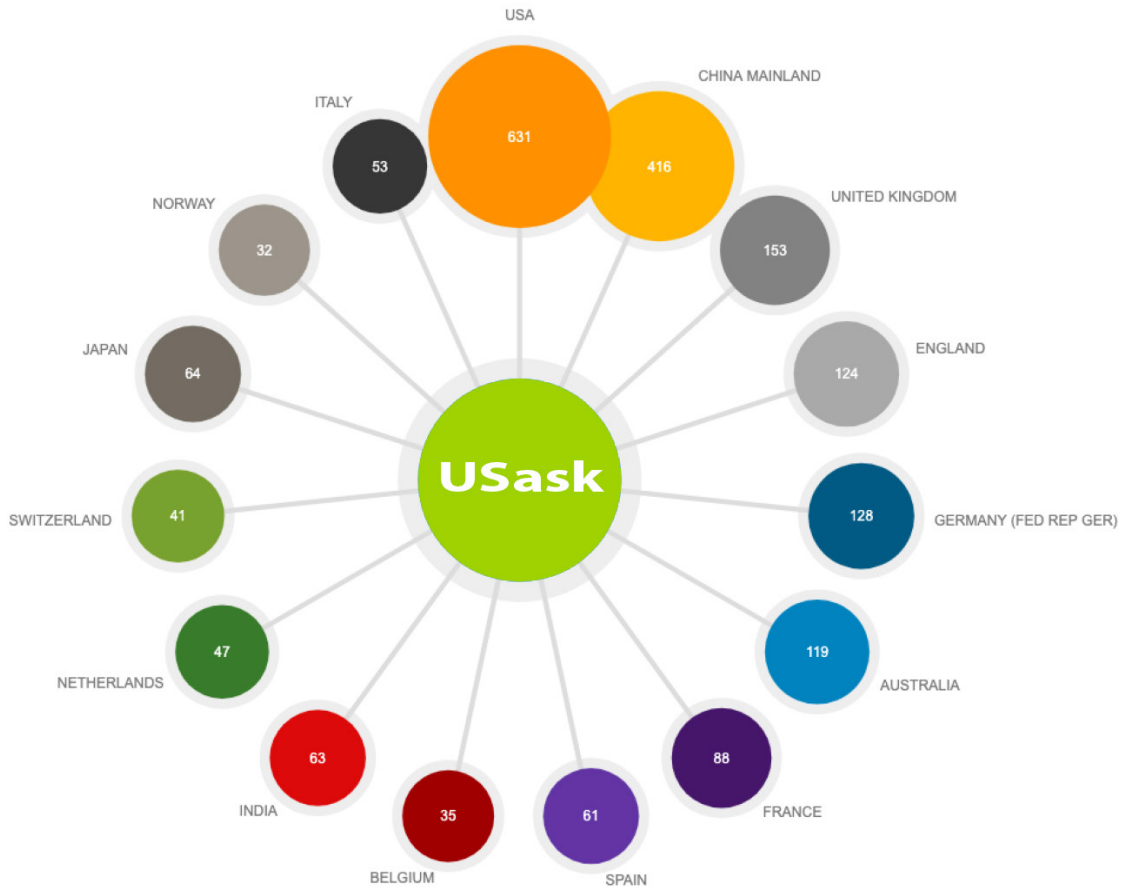 USA
631
CHINA MAINLAND
416
UNITED KINGDOM
153
ENGLAND
124
GERMANY (FED REP GER)
128
AUSTRALIA
119
FRANCE
88
SPAIN
61
BELGIUM
35
INDIA
63
NETHERLANDS
47
SWITZERLAND
41
JAPAN
64
NORWAY
32
ITALY
53
USask